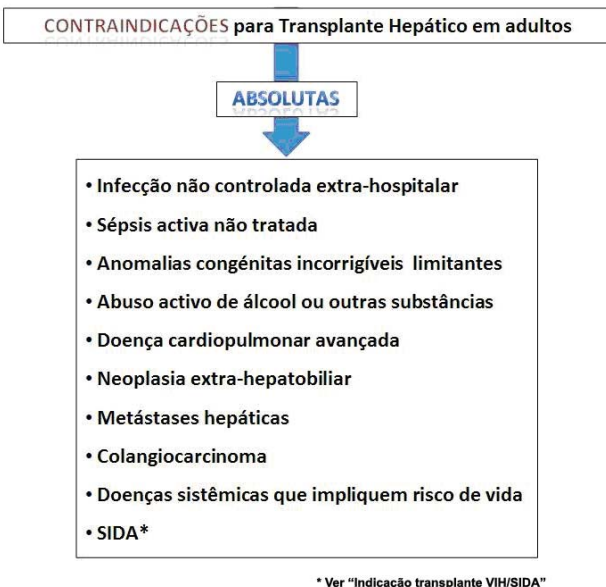 CONTRAINDICAÇÕES para Transplante Hepático em adultos
ABSOLUTAS
• Infecção não controlada extra-hospitalar
• Sépsis activa não tratada
• Anomalias congénitas incorrigíveis limitantes
• Abuso activo de álcool ou outras substâncias
• Doença cardiopulmonar avançada
• Neoplasia extra-hepatobiliar
• Metástases hepáticas
• Colangiocarcinoma
• Doenças sistêmicas que impliquem risco de vida
• SIDA*
* Ver "Indicação transplante VIH/SIDA"